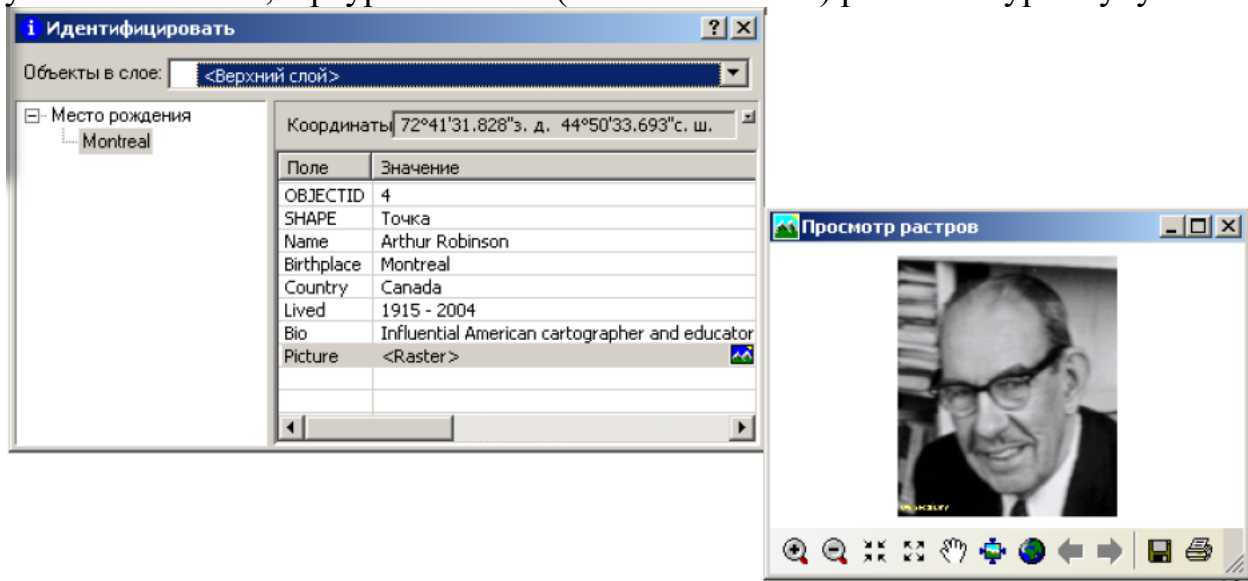 Идентифицировать
Объекты в слое: <Верхний слой>
Место рождения
Montreal
Координаты 72°41'31.828"з. д. 44°50'33.693"с. ш.
Поле Значение
OBJECTID 4
SHAPE Точка
Name Arthur Robinson
Birthplace Montreal
Country Canada
Lived 1915 - 2004
Bio Influential American cartographer and educator
Picture <Raster>
Просмотр растров